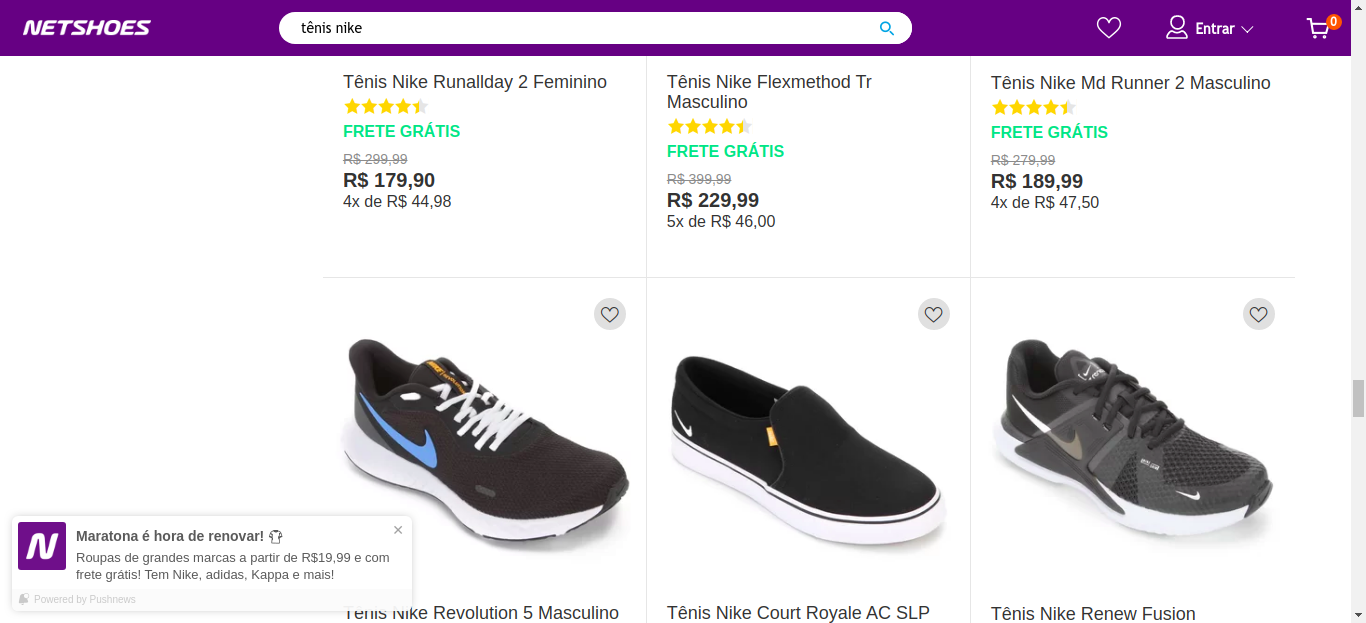 NETSHOES
tênis nike
Entrar
0
Tênis Nike Runallday 2 Feminino
FRETE GRÁTIS
R$ 299,99
R$ 179,90
4x de R$ 44,98
Tênis Nike Flexmethod Tr
Masculino
FRETE GRÁTIS
R$ 399,99
R$ 229,99
5x de R$ 46,00
Tênis Nike Md Runner 2 Masculino
FRETE GRÁTIS
R$ 279,99
R$ 189,99
4x de R$ 47,50
N
Maratona é hora de renovar!
Roupas de grandes marcas a partir de R$19,99 e com
frete grátis! Tem Nike, adidas, Kappa e mais!
Powered by Pushnews
Tênis Nike Revolution 5 Masculino
Tênis Nike Court Royale AC SLP
Tênis Nike Renew Fusion